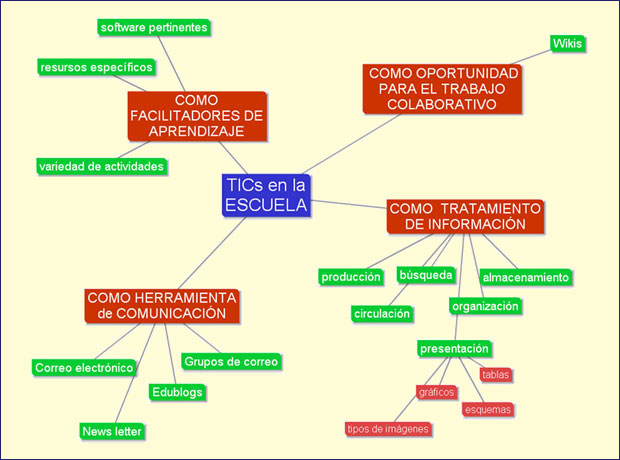 software pertinentes
recursos específicos
COMO
FACILITADORES DE
APRENDIZAJE
variedad de actividades
Wikis
COMO OPORTUNIDAD
PARA EL TRABAJO
COLABORATIVO
TICs en la
ESCUELA
COMO TRATAMIENTO
DE INFORMACIÓN
producción
búsqueda
almacenamiento
circulación
organización
presentación
tablas
gráficos
esquemas
tipos de imágenes
COMO HERRAMIENTA
de COMUNICACIÓN
Correo electrónico
Grupos de correo
Edublogs
News letter